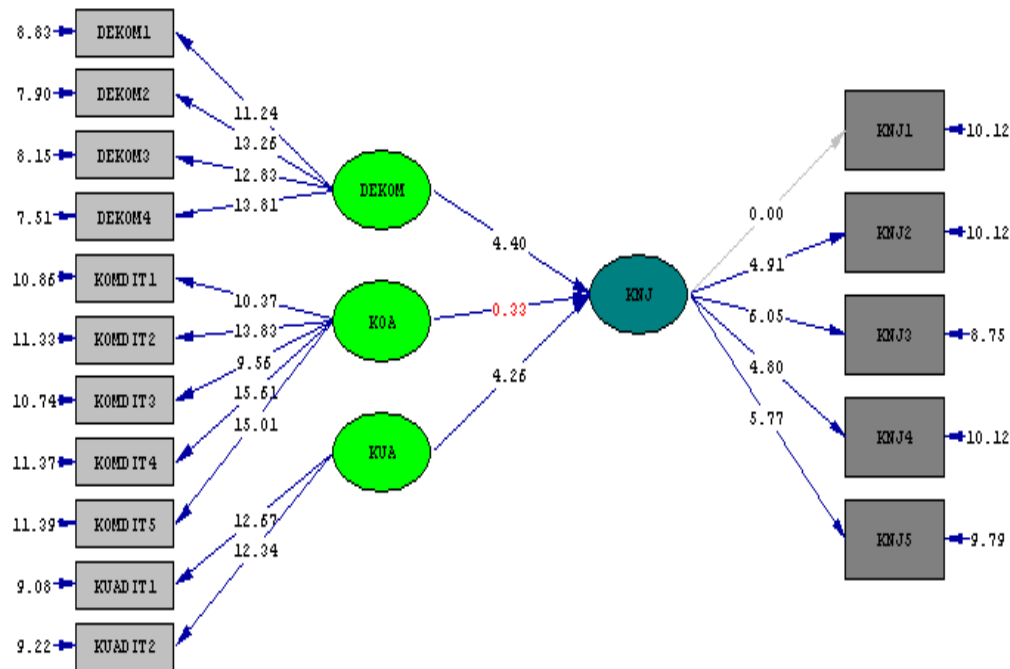 8.83 DEKOM1
7.90 DEKOM2
8.15 DEKOM3
7.51 DEKOM4
10.86 KOMDIT1
11.33 KOMDIT2
10.74 KOMDIT3
11.37 KOMDIT4
11.39 KOMDIT5
9.08 KUADIT1
9.22 KUADIT2
11.24
13.26
12.83
13.81
10.37
13.83
9.56
15.61
15.01
12.67
12.34
DEKOM
KOA
KUA
4.40
0.33
4.26
KNJ
0.00
4.91
6.05
4.80
5.77
KNJ1 10.12
KNJ2 10.12
KNJ3 8.75
KNJ4 10.12
KNJ5 9.79